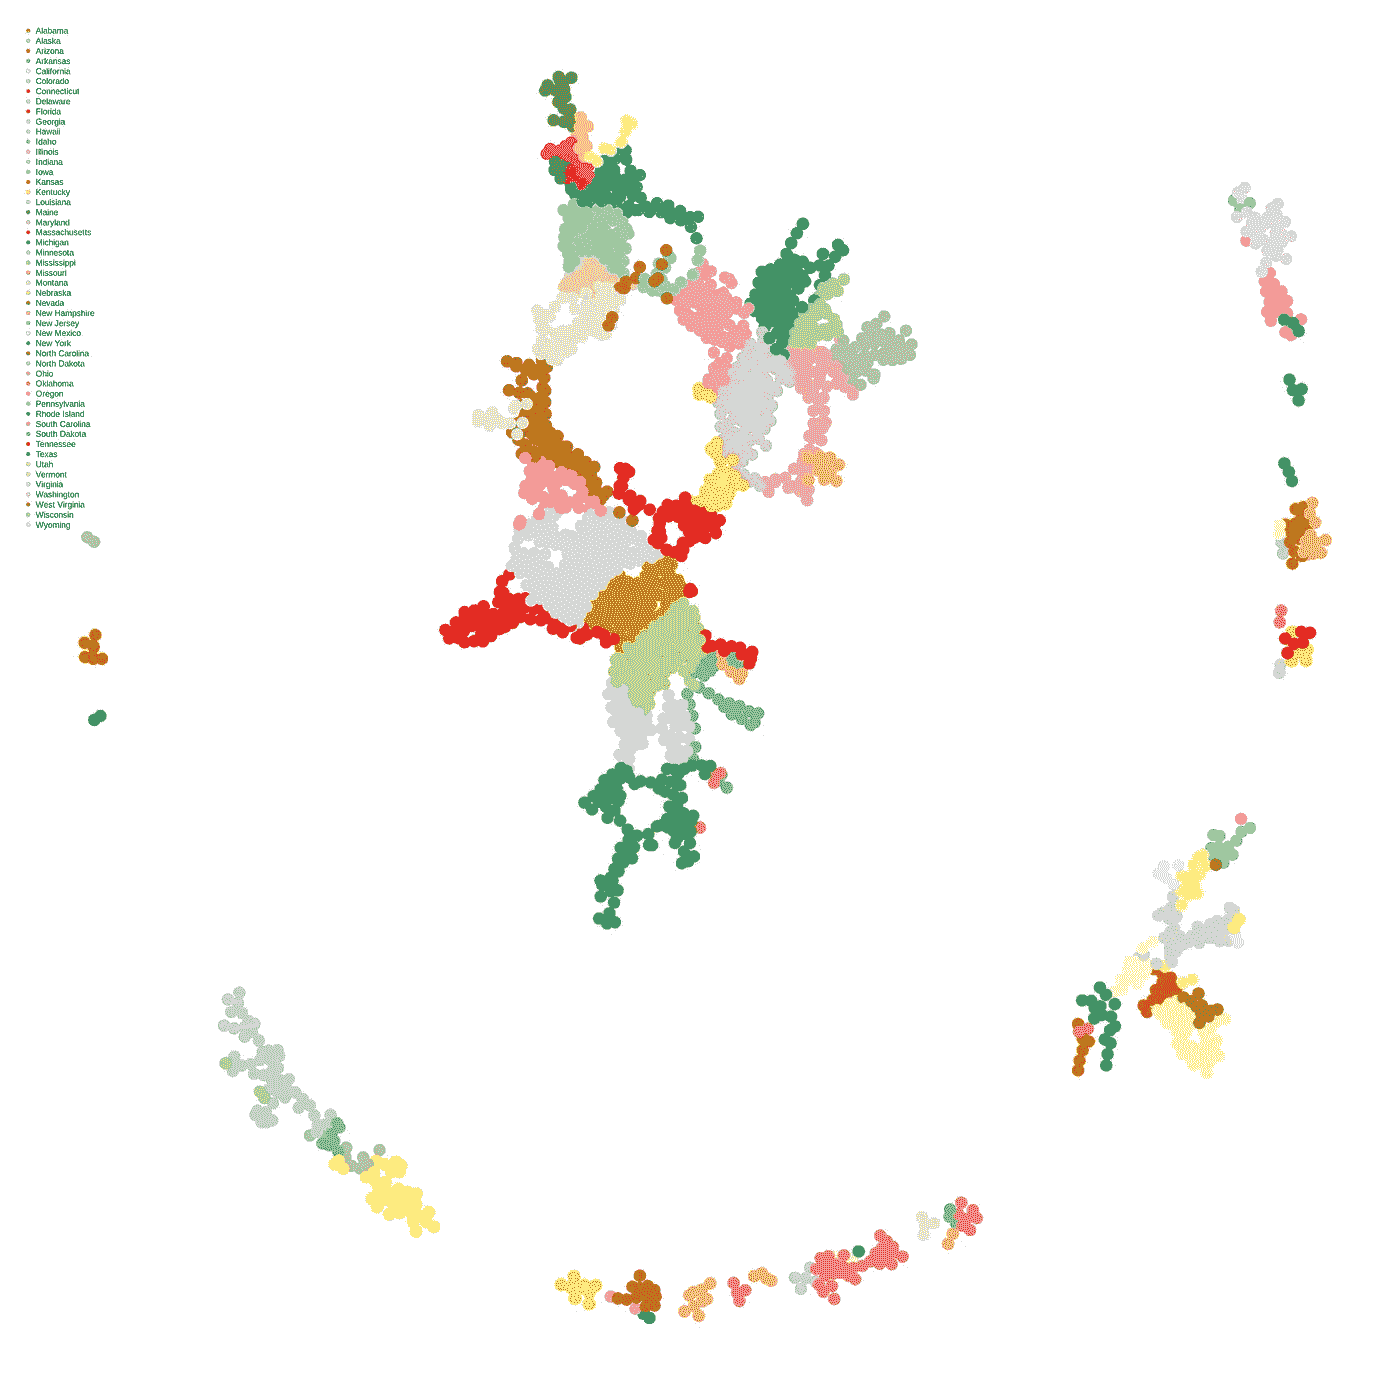 Alabama
Alaska
Arizona
Arkansas
California
Colorado
Connecticut
Delaware
Florida
Georgia
Hawaii
Idaho
Illinois
Indiana
Iowa
Kansas
Kentucky
Louisiana
Maine
Maryland
Massachusetts
Michigan
Minnesota
Mississippi
Missouri
Montana
Nebraska
Nevada
New Hampshire
New Jersey
New Mexico
New York
North Carolina
North Dakota
Ohio
Oklahoma
Oregon
Pennsylvania
Rhode Island
South Carolina
South Dakota
Tennessee
Texas
Utah
Vermont
Virginia
Washington
West Virginia
Wisconsin
Wyoming